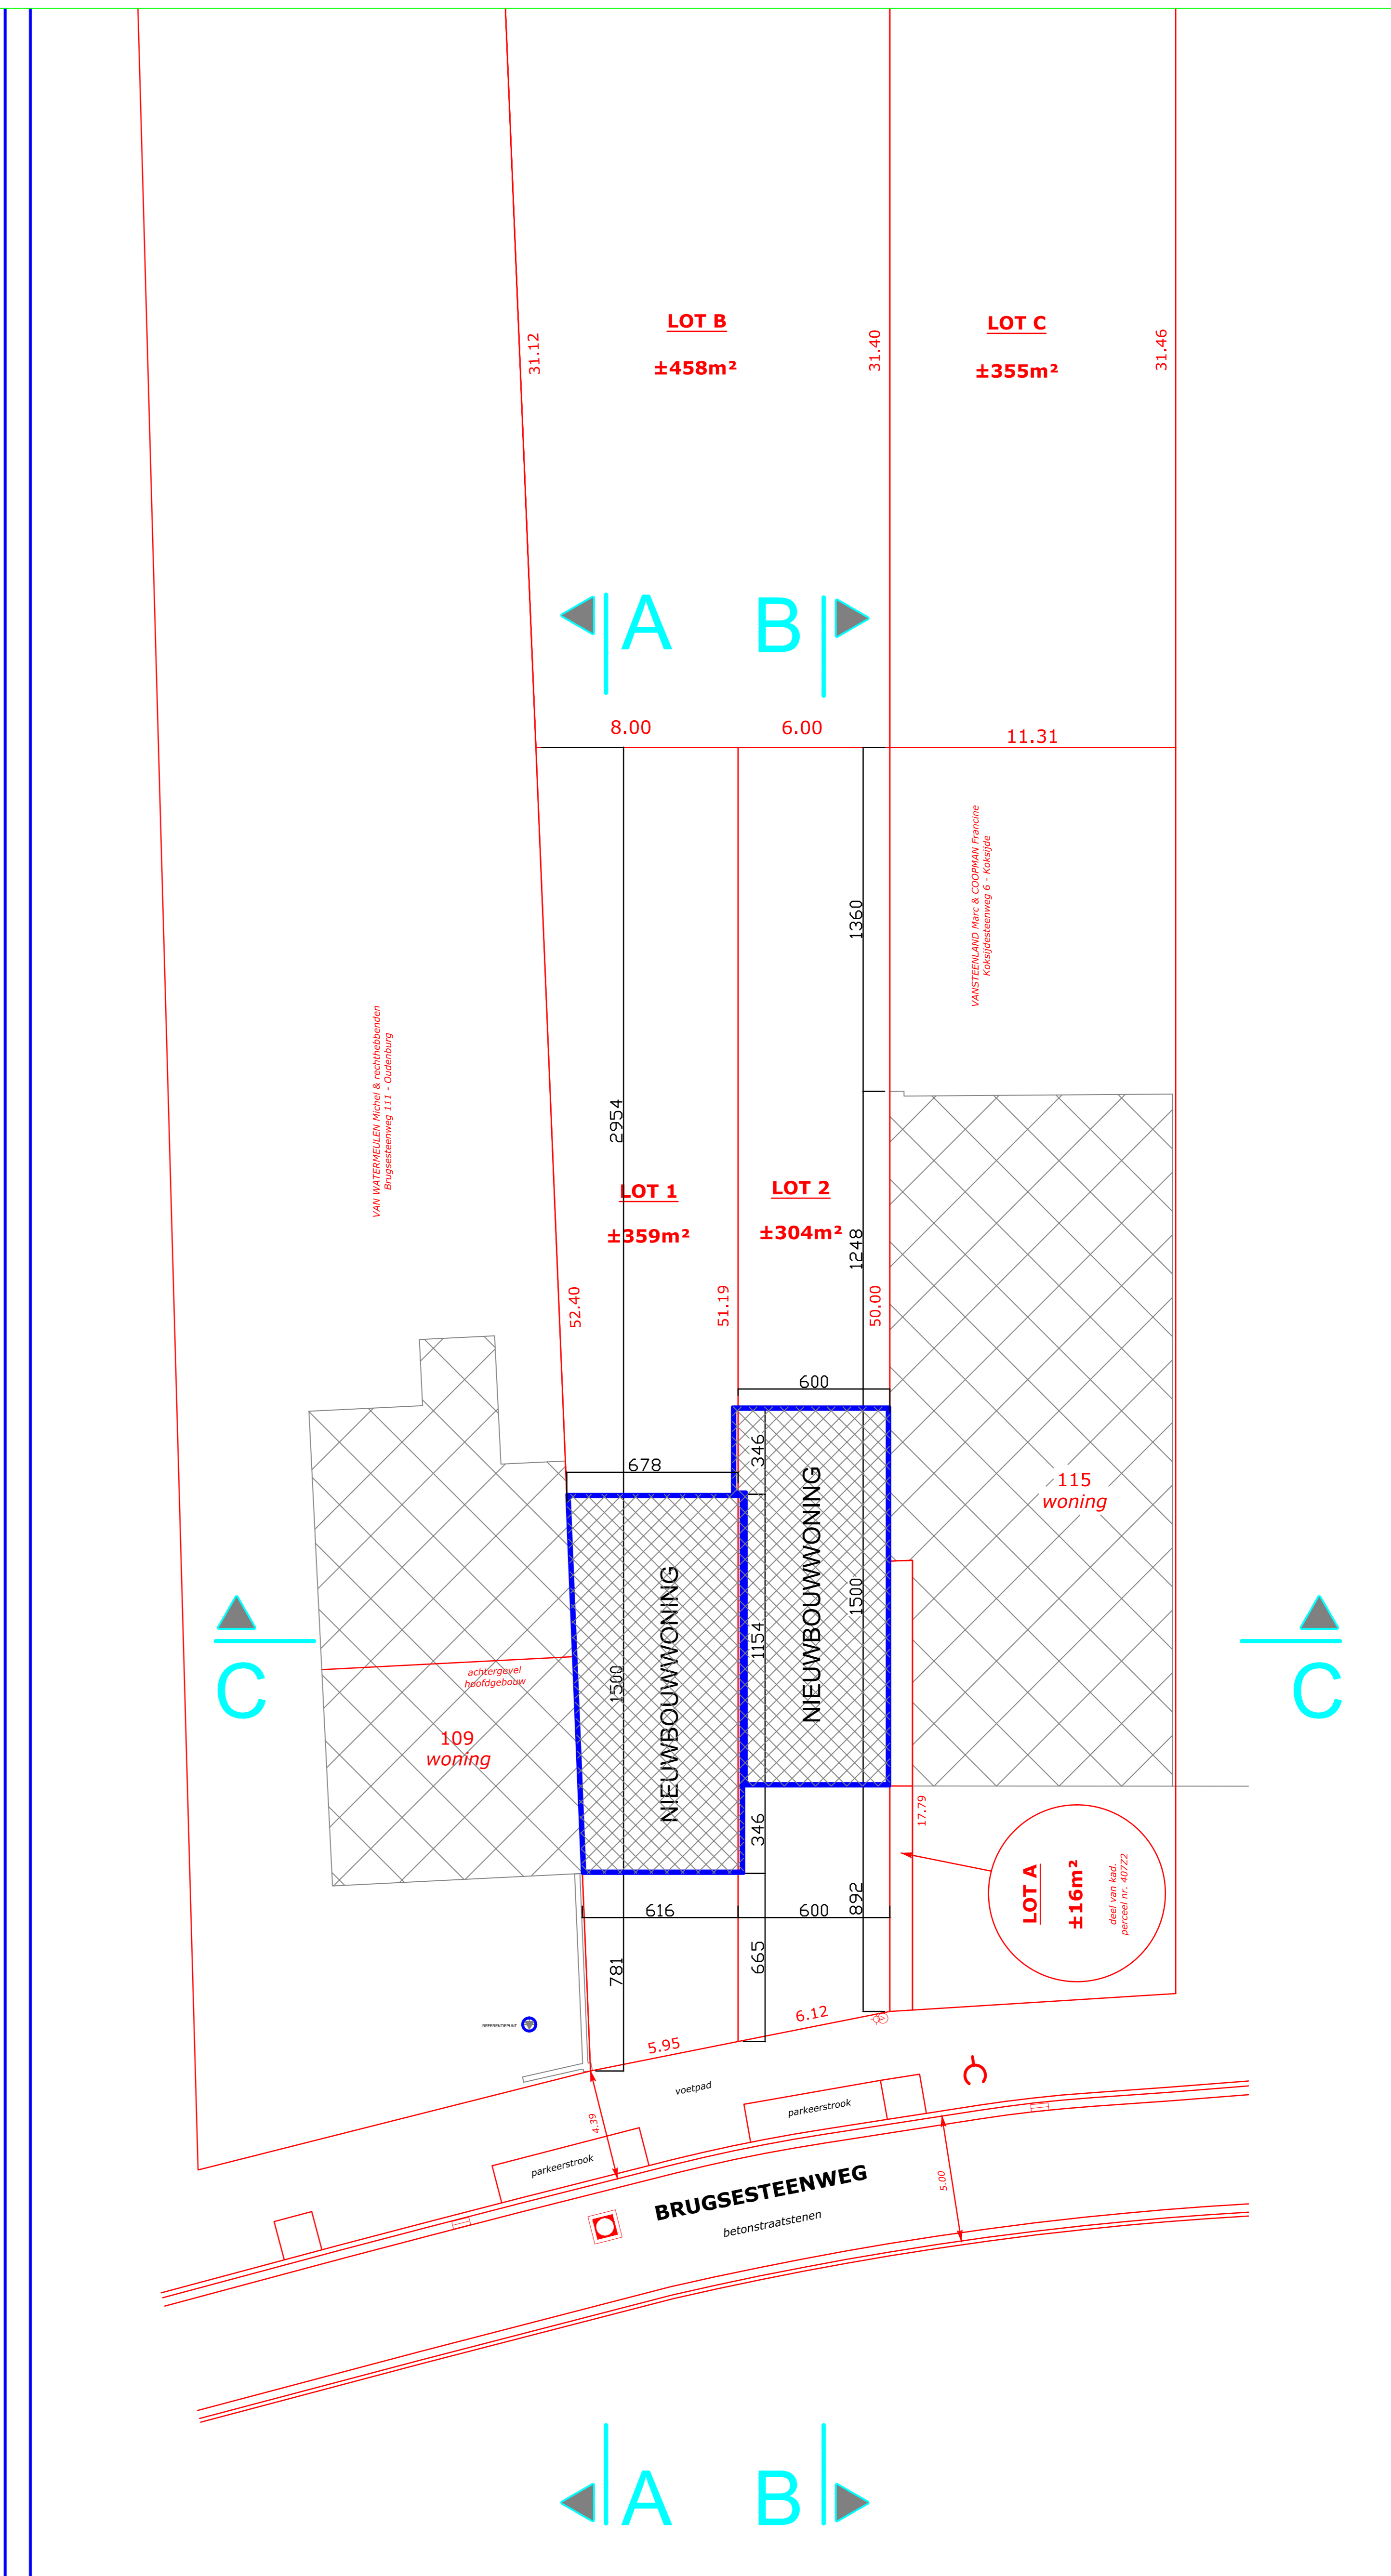 LOT B
±458m²
LOT C
±355m²
31.12
31.40
31.46
A
B
8.00
6.00
11.31
1360
VANSTEENLAND Marc & COOPMAN Francine
Koksijdesteenweg 6 - Koksijde
VAN WATERMEULEN Michel & rechthebbenden
Brugsesteenweg 111 - Oudenburg
2954
LOT 1
±359m²
LOT 2
±304m²
1248
52.40
51.19
50.00
600
346
678
115
woning
NIEUWBOUWWONING
NIEUWBOUWWONING
1500
1154
1500
C
C
achtergevel
hoofdgebouw
109
woning
346
17.79
LOT A
±16m²
deel van kad.
perceel nr. 407Z2
616
600
892
665
781
REFERENTIEPUNT
6.12
5.95
voetpad
parkeerstrook
4.39
parkeerstrook
5.00
BRUGSESTEENWEG
betonstraatstenen
A
B